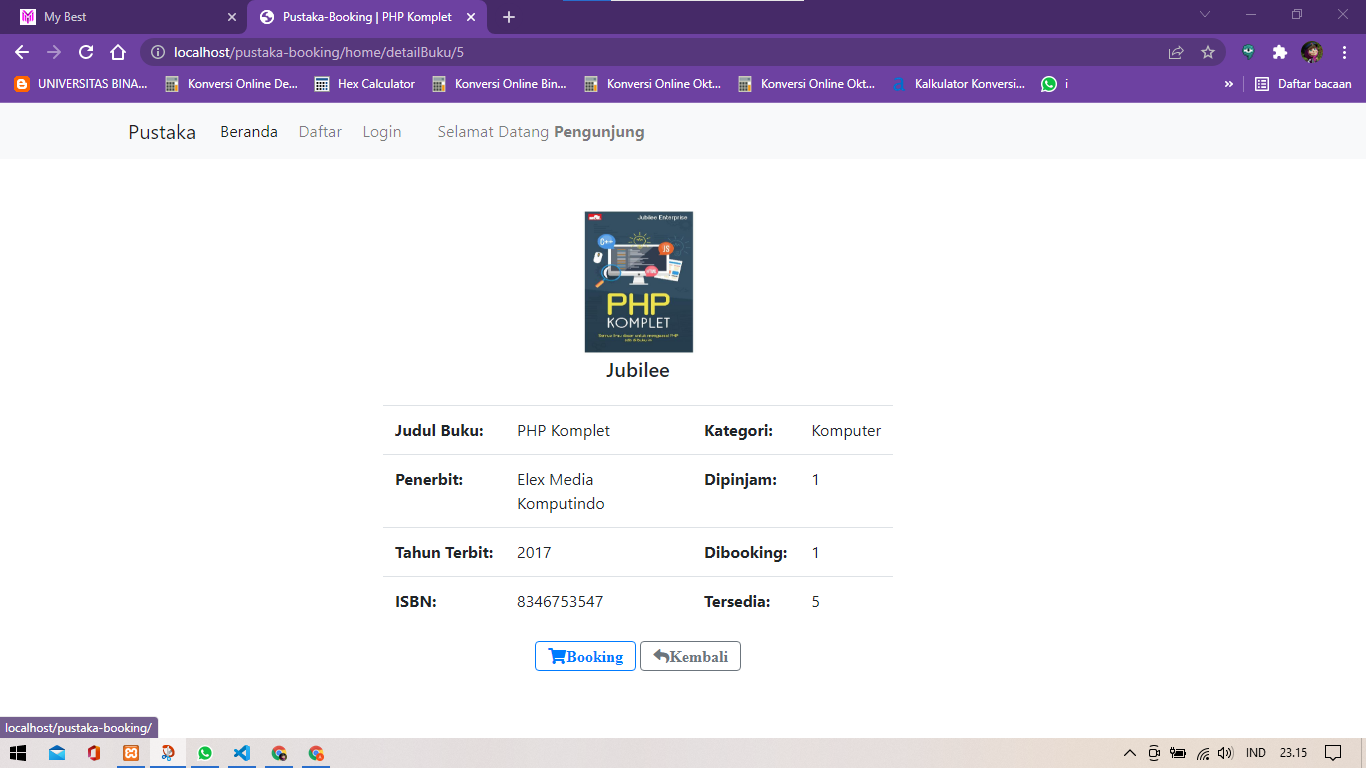 My Best
Pustaka-Booking | PHP Komplet
localhost/pustaka-booking/home/detailBuku/5
UNIVERSITAS BINA... Konversi Online De... Hex Calculator Konversi Online Bin... Konversi Online Okt... Konversi Online Okt... Kalkulator Konversi... i » Daftar bacaan
Pustaka Beranda Daftar Login Selamat Datang Pengunjung
Jubilee Enterprise
C++
JS
HTML
PHP
KOMPLET
Jubilee
Judul Buku: PHP Komplet Kategori: Komputer
Penerbit: Elex Media Komputindo Dipinjam: 1
Tahun Terbit: 2017 Dibooking: 1
ISBN: 8346753547 Tersedia: 5
Booking Kembali
localhost/pustaka-booking/
IND 23.15